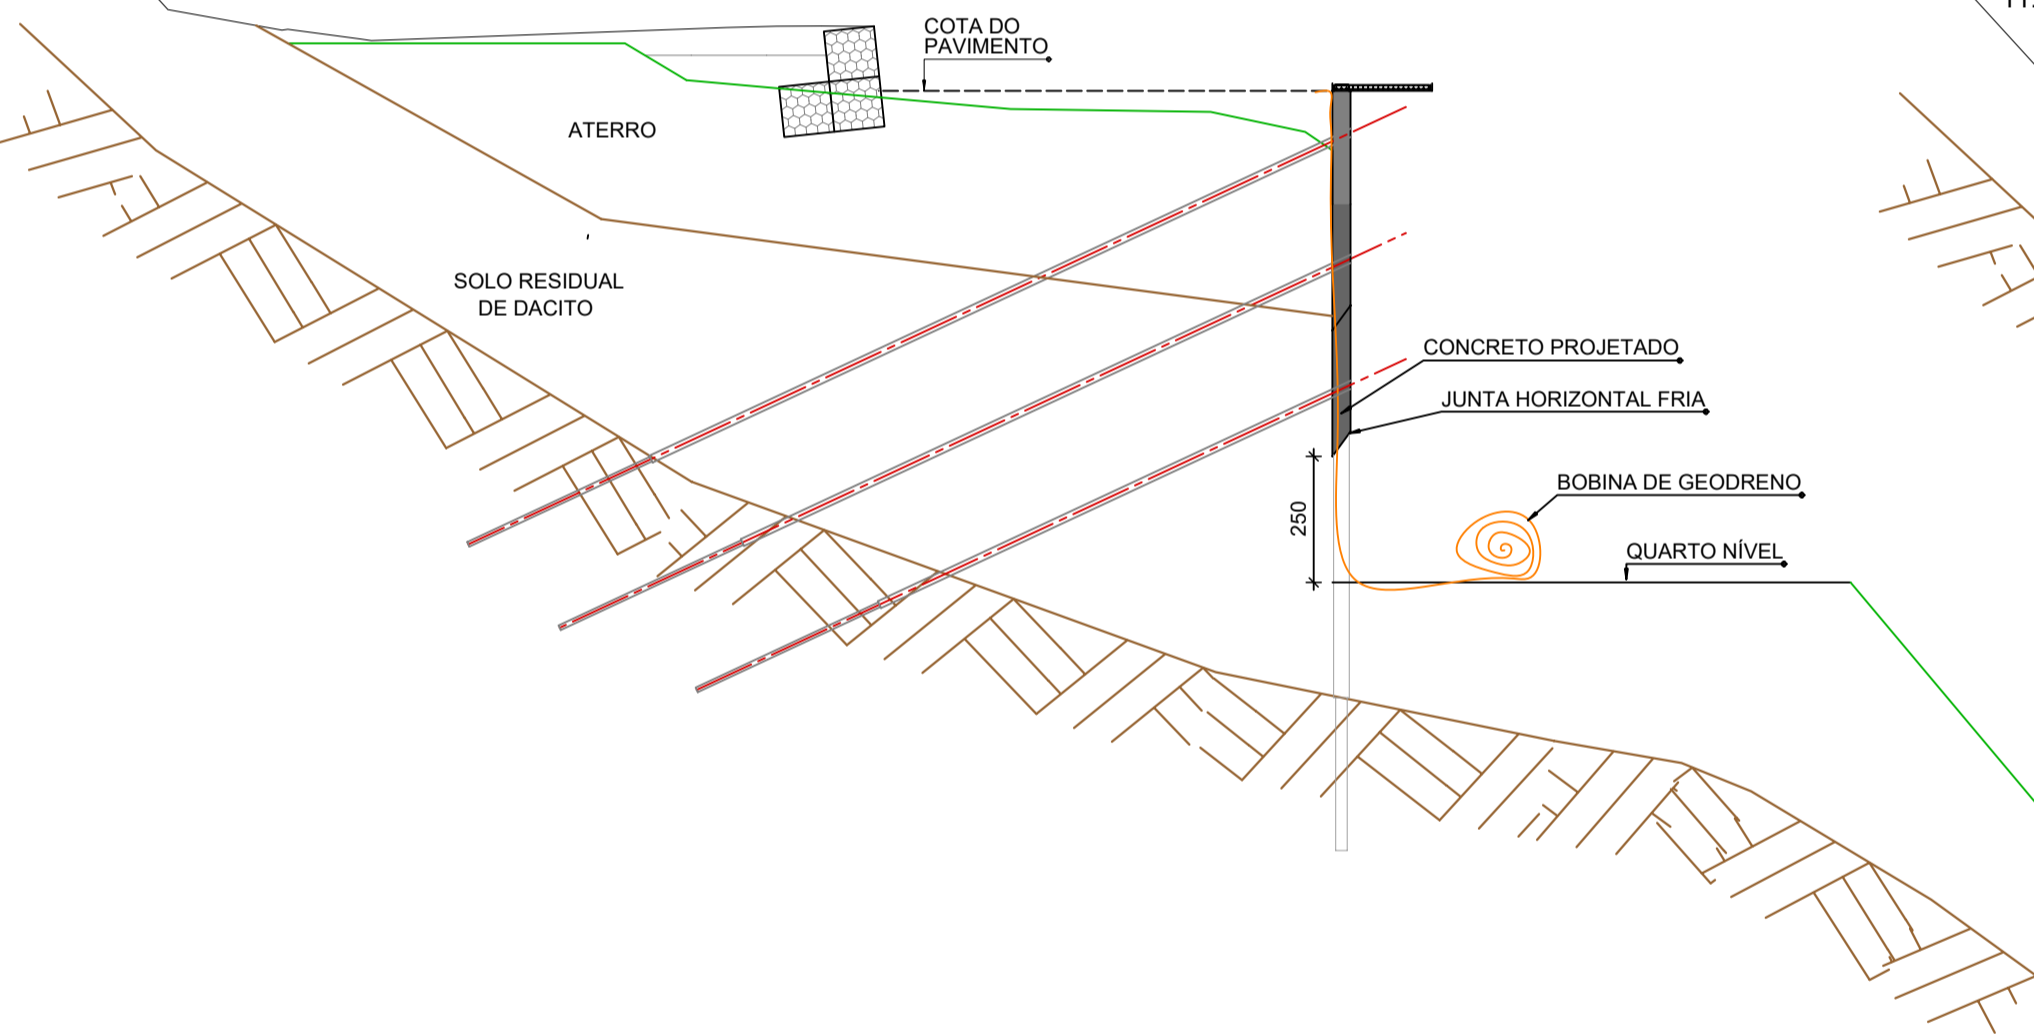 COTA DO
PAVIMENTO
ATERRO
SOLO RESIDUAL
DE DACITO
CONCRETO PROJETADO
JUNTA HORIZONTAL FRIA
BOBINA DE GEODRENO
250
QUARTO NÍVEL